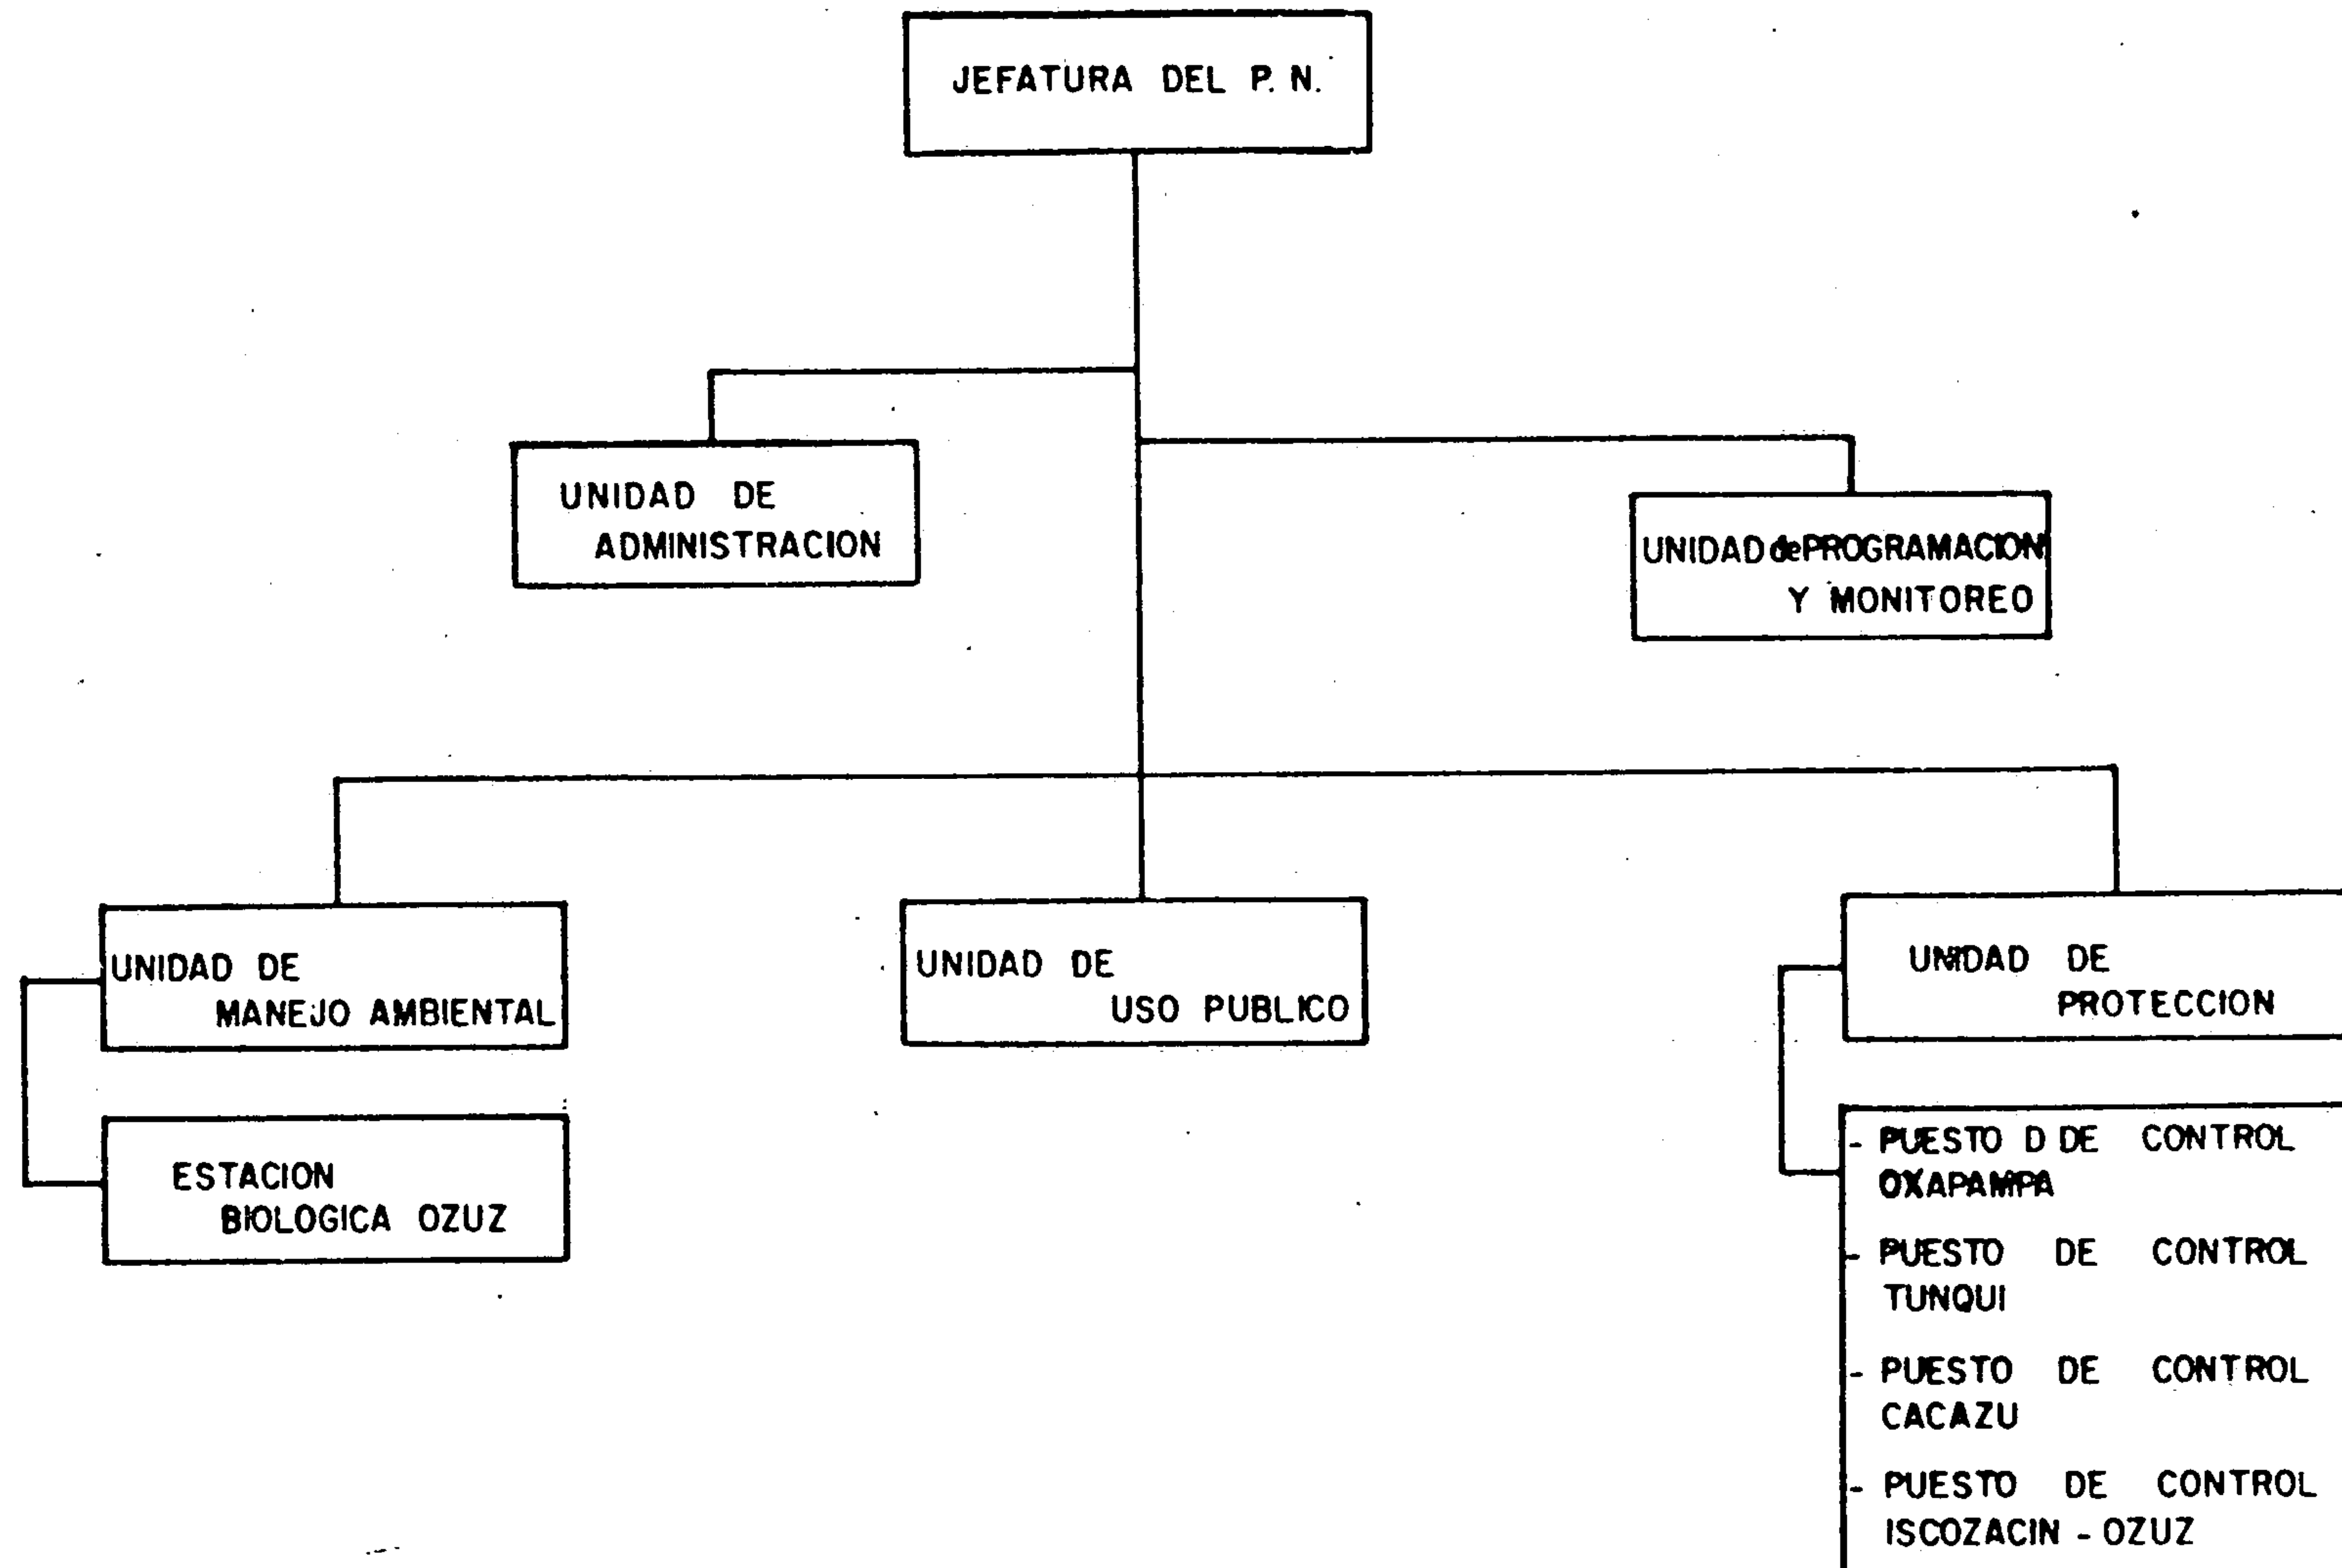 JEFATURA DEL P. N.
UNIDAD DE
ADMINISTRACION
UNIDAD de PROGRAMACION
Y MONITOREO
UNIDAD DE
MANEJO AMBIENTAL
UNIDAD DE
USO PUBLICO
UNIDAD DE
PROTECCION
ESTACION
BIOLOGICA OZUZ
- PUESTO D DE CONTROL
OXAPAMPA
- PUESTO DE CONTROL
TUNQUI
- PUESTO DE CONTROL
CACAZU
- PUESTO DE CONTROL
ISCOZACIN - OZUZ